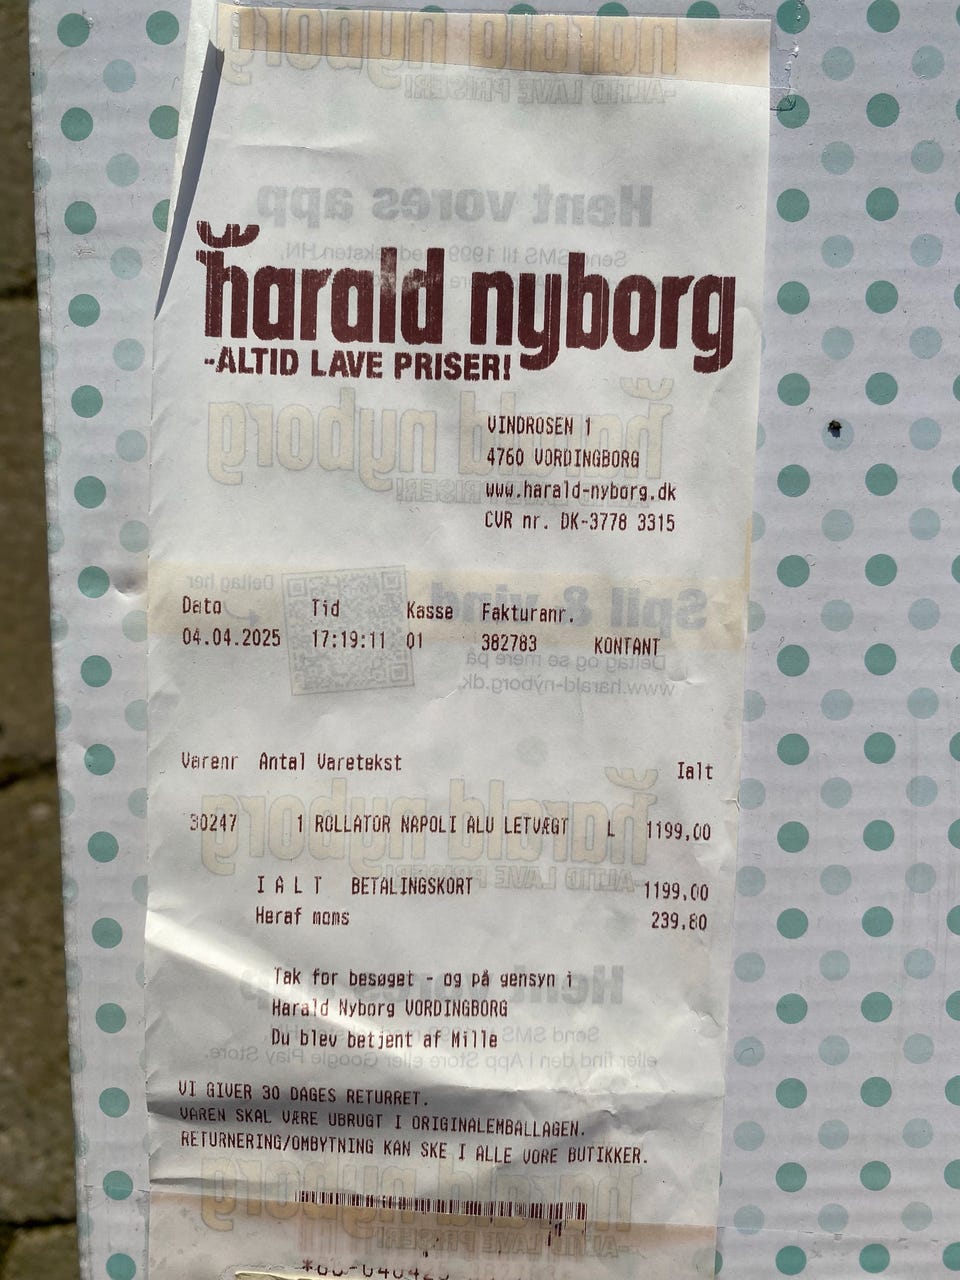 harald nyborg
-ALTID LAVE PRISER!
VINDROSEN 1
4760 VORDINGBORG
www.harald-nyborg.dk
CVR nr. DK-3778 3315
Dato Tid Kasse Fakturanr.
04.04.2025 17:19:11 01 382783 KONTANT
Varenr Antal Varetekst Ialt
30247 1 ROLLATOR NAPOLI ALU LETVÆGT L 1199,00
I A L T BETALINGSKORT 1199,00
Heraf moms 239,80
Tak for besøget - og på gensyn i
Harald Nyborg VORDINGBORG
Du blev betjent af Mille
VI GIVER 30 DAGES RETURRET.
VAREN SKAL VÆRE UBRUGT I ORIGINALEMBALLAGEN.
RETURNERING/OMBYTNING KAN SKE I ALLE VORE BUTIKKER.